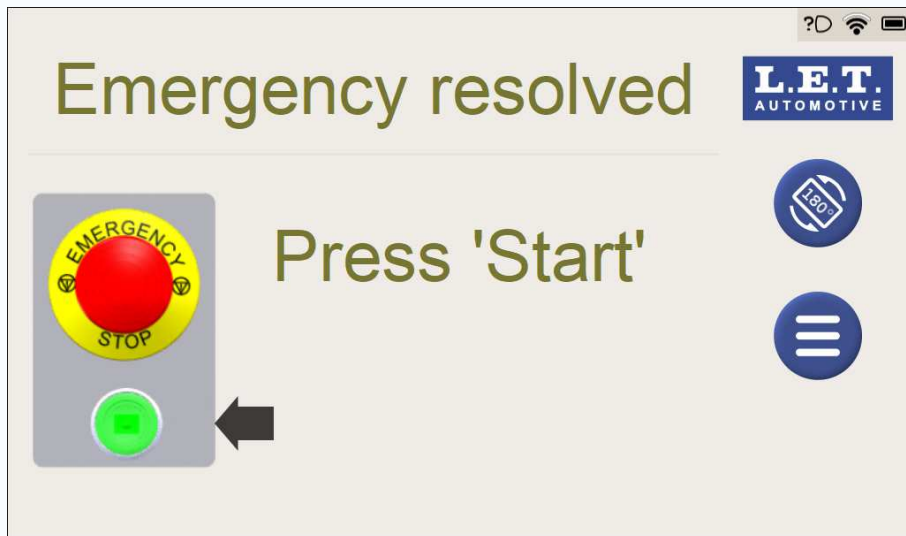 ?
Emergency resolved
L.E.T.
AUTOMOTIVE
180°
EMERGENCY
STOP
Press 'Start'